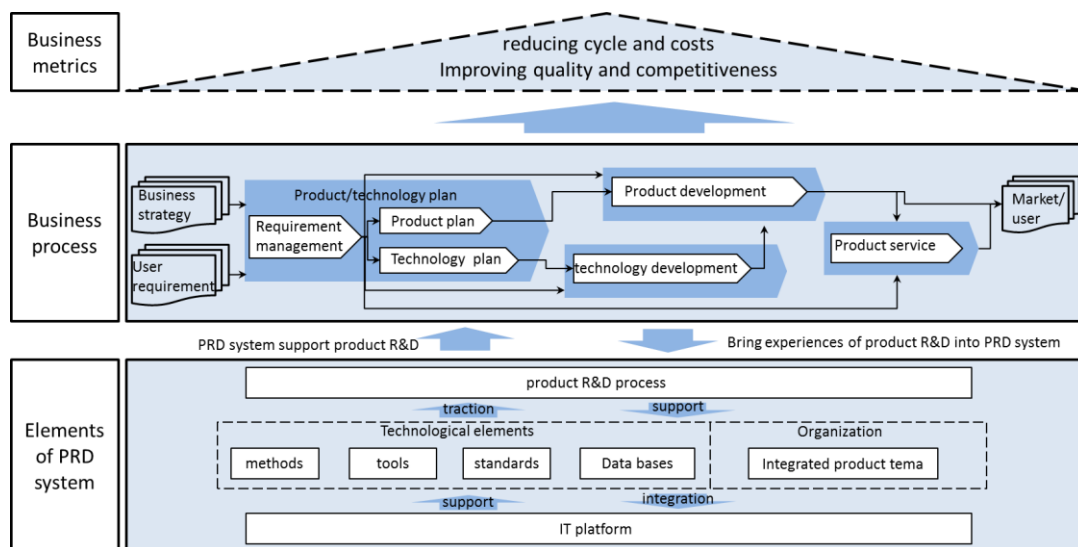 Business
metrics
reducing cycle and costs
Improving quality and competitiveness
Business
process
Business
strategy
User
requirement
Product/technology plan
Requirement
management
Product plan
Technology plan
Product development
technology development
Product service
Market/
user
PRD system support product R&D
Bring experiences of product R&D into PRD system
Elements
of PRD
system
product R&D process
traction
support
Technological elements
Organization
methods
tools
standards
Data bases
Integrated product tema
support
integration
IT platform